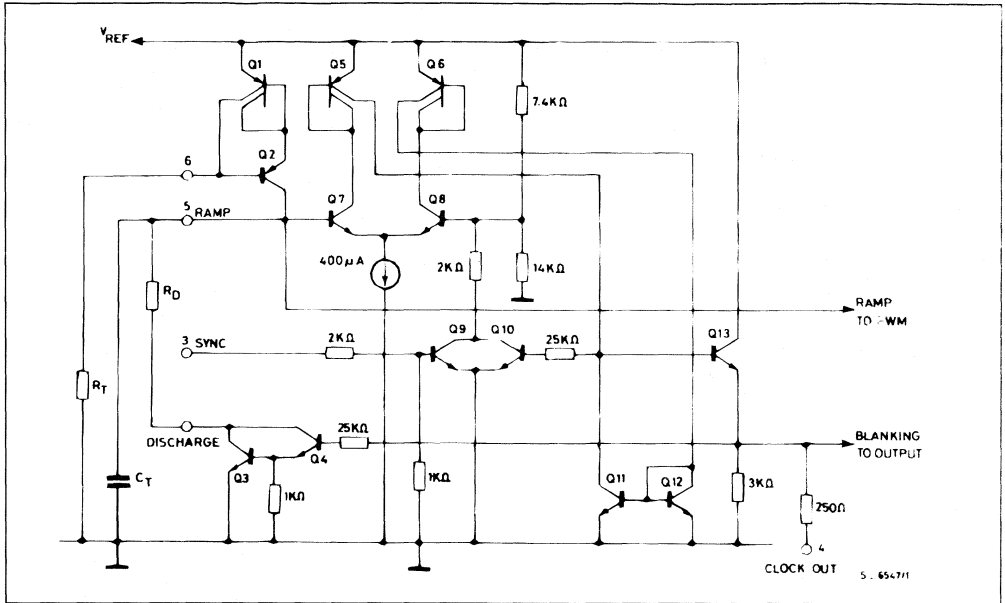 VREF
Q1
Q5
Q6
7.4KΩ
6
Q2
5 RAMP
Q7
Q8
400μA
2KΩ
14KΩ
RD
RAMP
TO PWM
Q9
Q10
Q13
3 SYNC
2KΩ
25KΩ
RT
DISCHARGE
25KΩ
BLANKING
TO OUTPUT
Q3
Q4
CT
1KΩ
1KΩ
Q11
Q12
3KΩ
250Ω
4
CLOCK OUT
S-6547/1